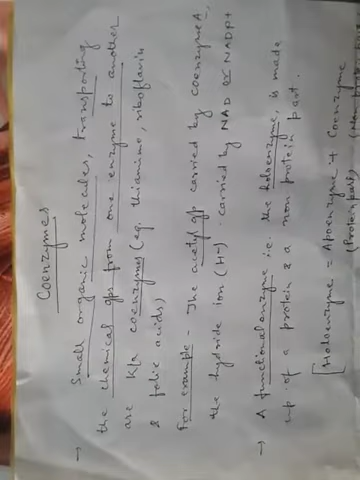 Coenzymes
→ Small organic molecules, transporting
the chemical gps from one enzyme to another
are K/a coenzymes (eg. thiamine, riboflavin
& folic acids)
For example - The acetyl gp carried by coenzyme A,
the hydride ion (H-) carried by NAD or NADP+
→ A functional enzyme i.e. the holoenzyme, is made
up of a protein & a non protein part.
[Holoenzyme = Apoenzyme + Coenzyme
(Protein part)